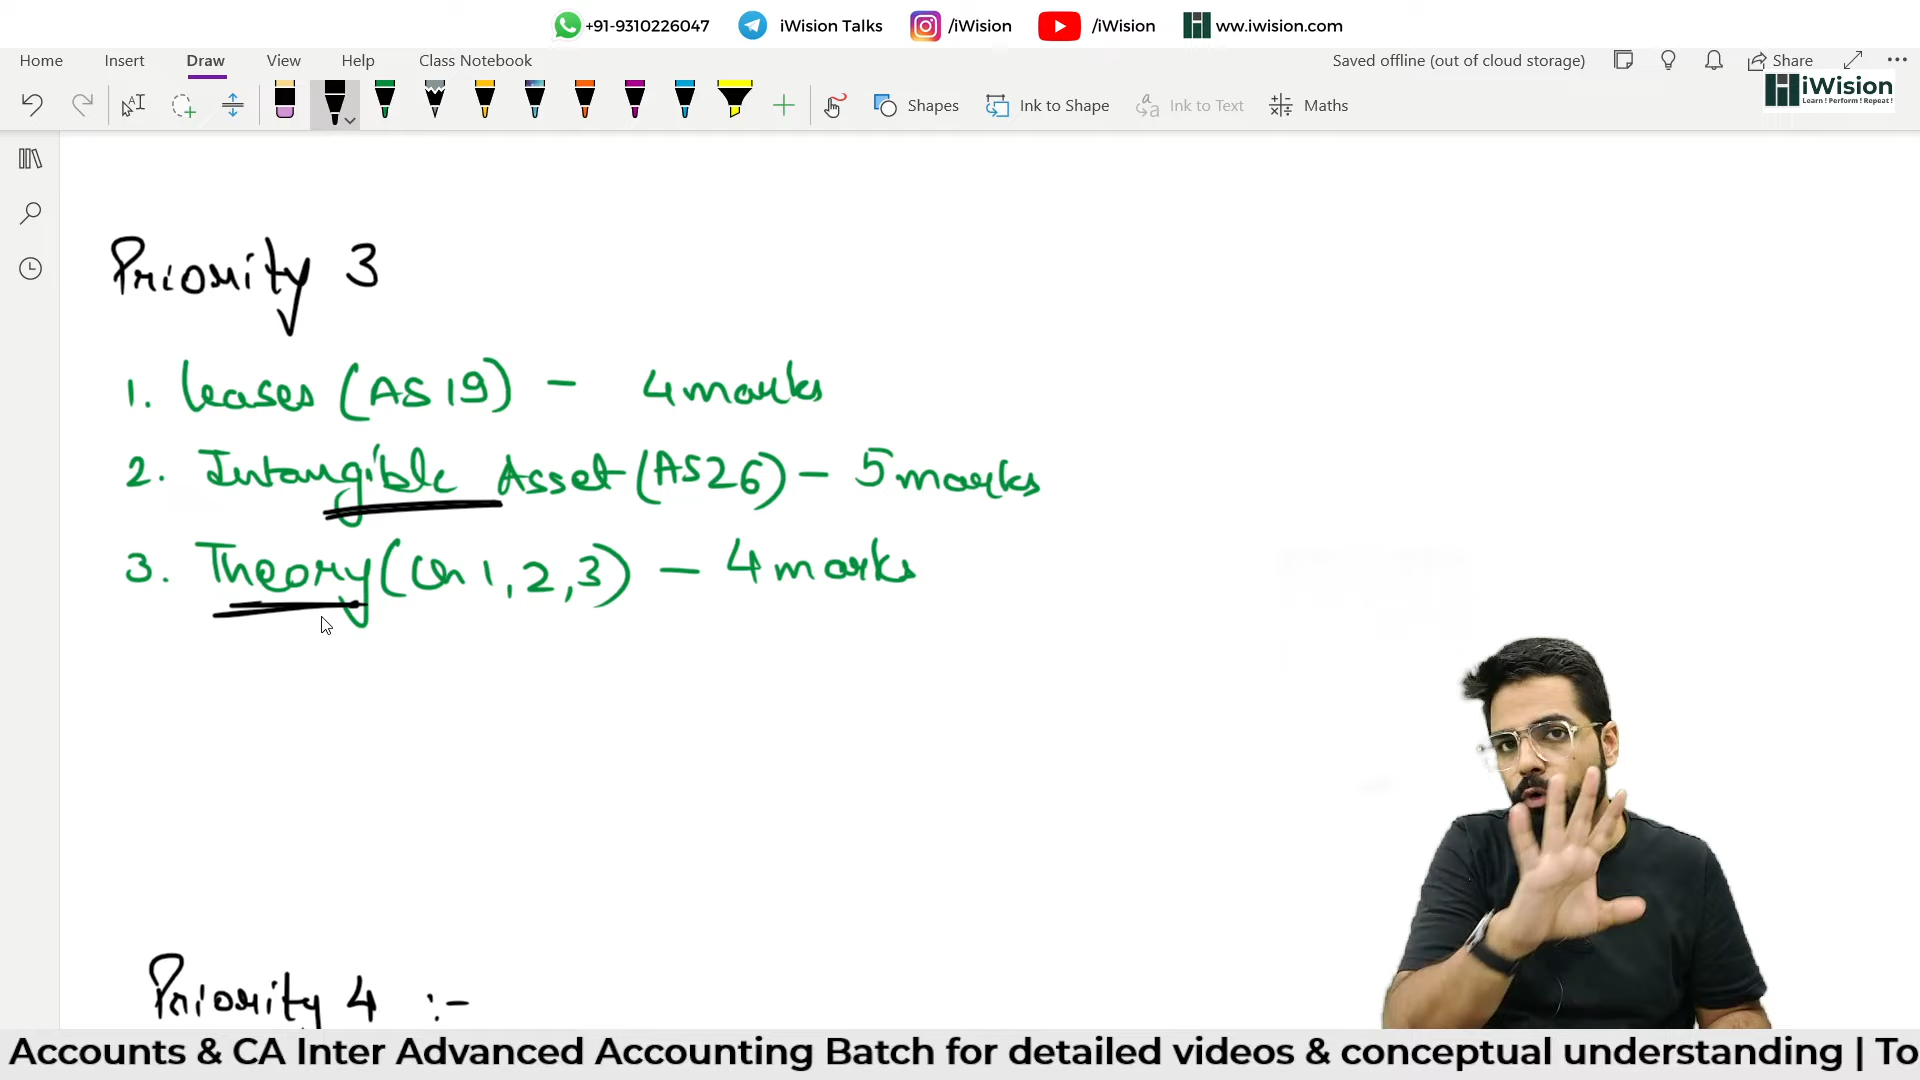 +91-9310226047 iWision Talks /iWision /iWision ww.iwision.com
Home Insert Draw View Help Class Notebook Saved offline (out of cloud storage) Share
Shapes Ink to Shape Ink to Text Maths
iWision
Learn ! Perform ! Repeat !
Priority 3
1. Leases (AS 19) - 4 marks
2. Intangible Asset (AS 26) - 5 marks
3. Theory (Ch 1, 2, 3) - 4 marks
Priority 4 :-
Accounts & CA Inter Advanced Accounting Batch for detailed videos & conceptual understanding | To